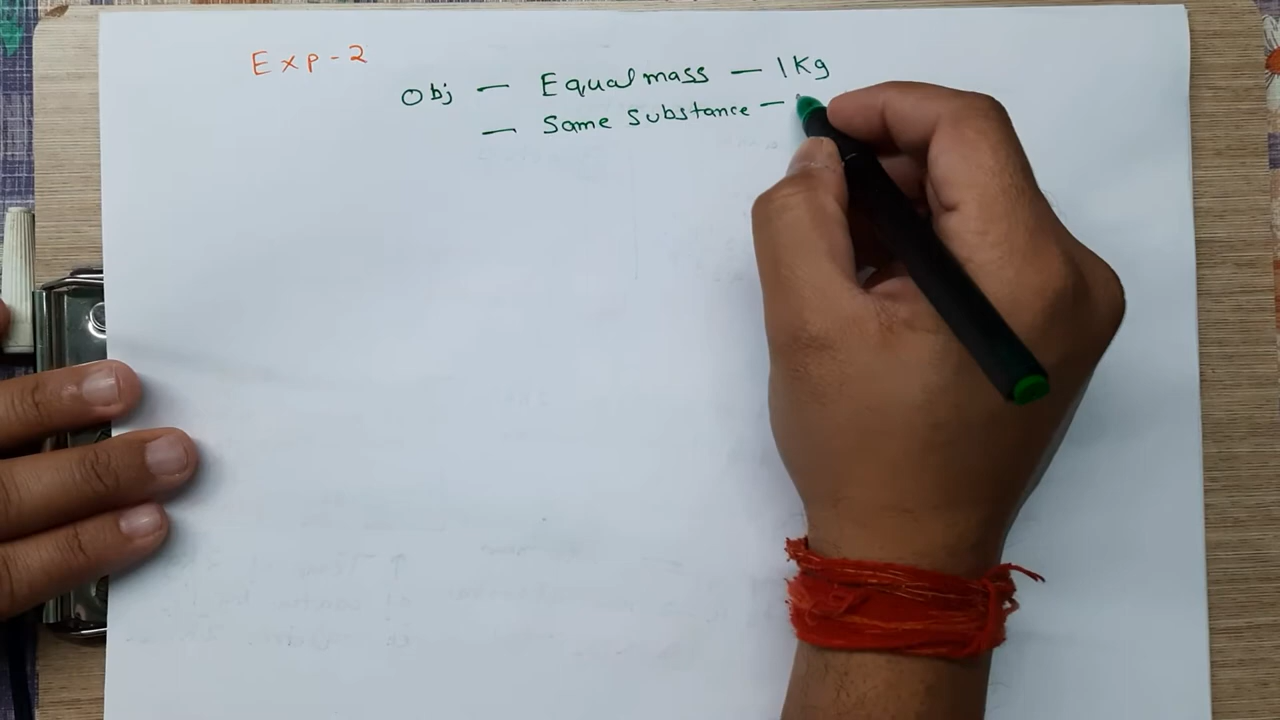 Exp-2
Obj — Equal mass — 1Kg
— Same Substance —